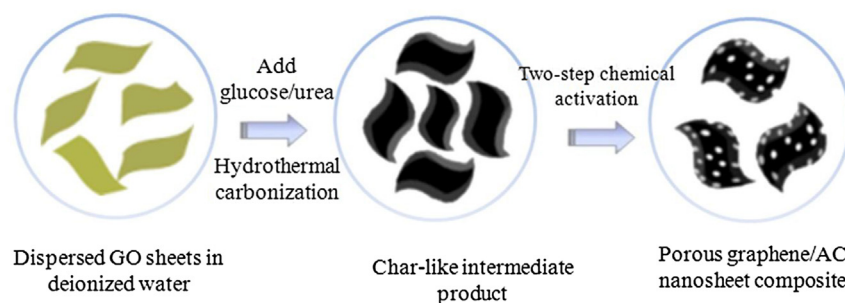 Add
glucose/urea
Hydrothermal
carbonization
Two-step chemical
activation
Dispersed GO sheets in
deionized water
Char-like intermediate
product
Porous graphene/AC
nanosheet composite